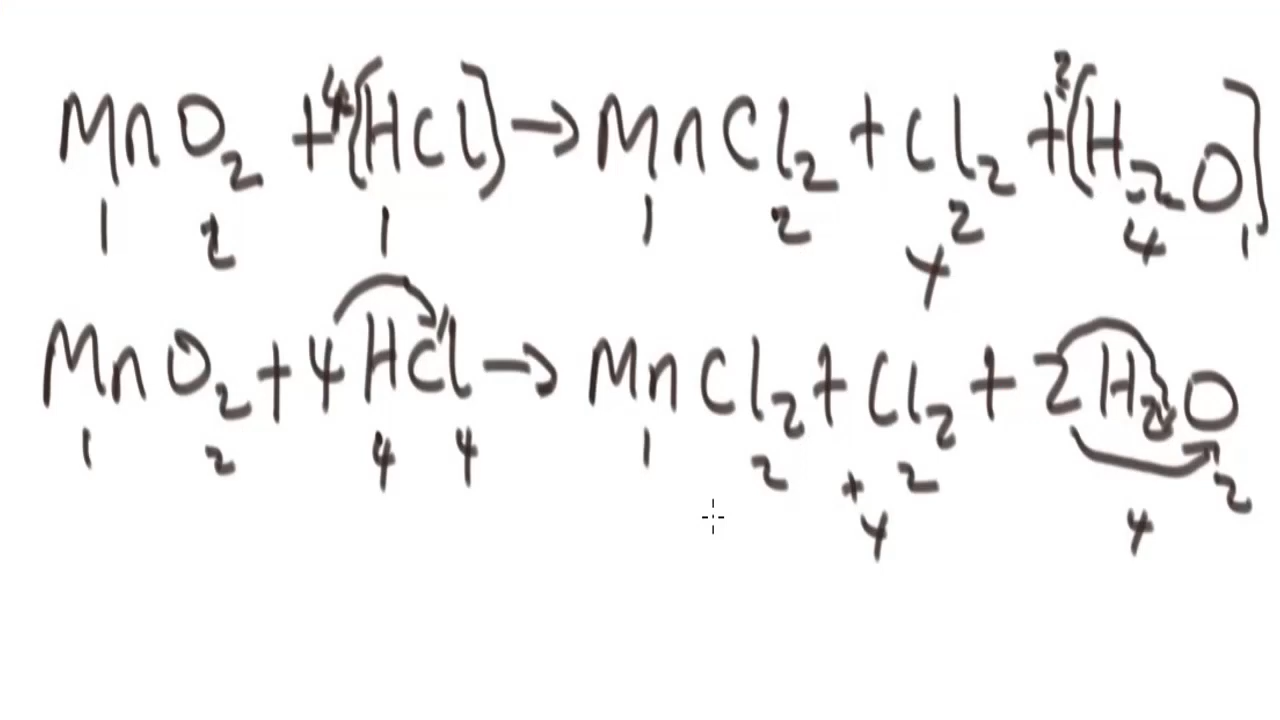 MnO₂ + 4(HCl) → MnCl₂ + Cl₂ + 2(H₂O)
1 2 1 1 2 2 4 1
4
MnO₂ + 4HCl → MnCl₂ + Cl₂ + 2H₂O
1 2 4 4 1 2 + 2 2
4 4